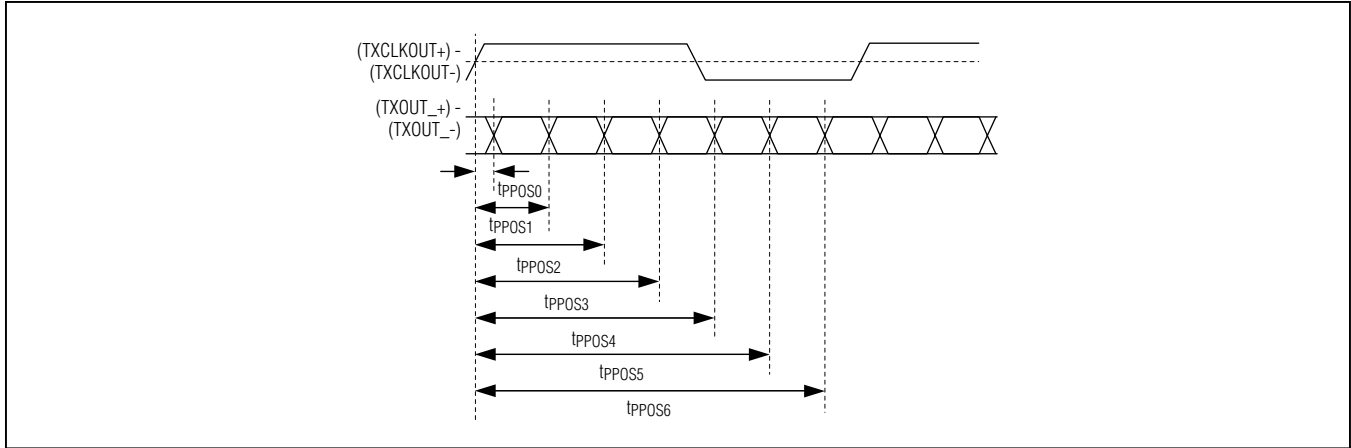 (TXCLKOUT+) -
(TXCLKOUT-)
(TXOUT_+) -
(TXOUT_-)
tPPOS0
tPPOS1
tPPOS2
tPPOS3
tPPOS4
tPPOS5
tPPOS6